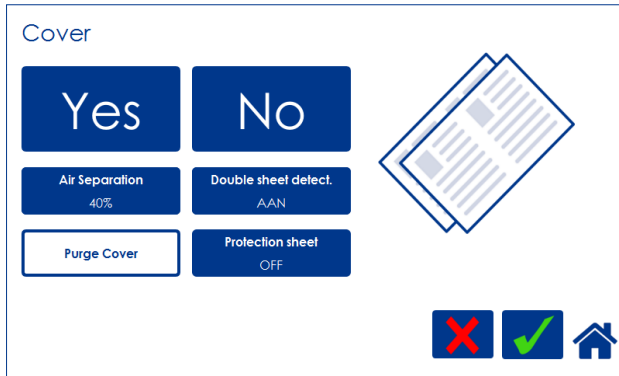 Cover
Yes
No
Air Separation
40%
Double sheet detect.
AAN
Purge Cover
Protection sheet
OFF